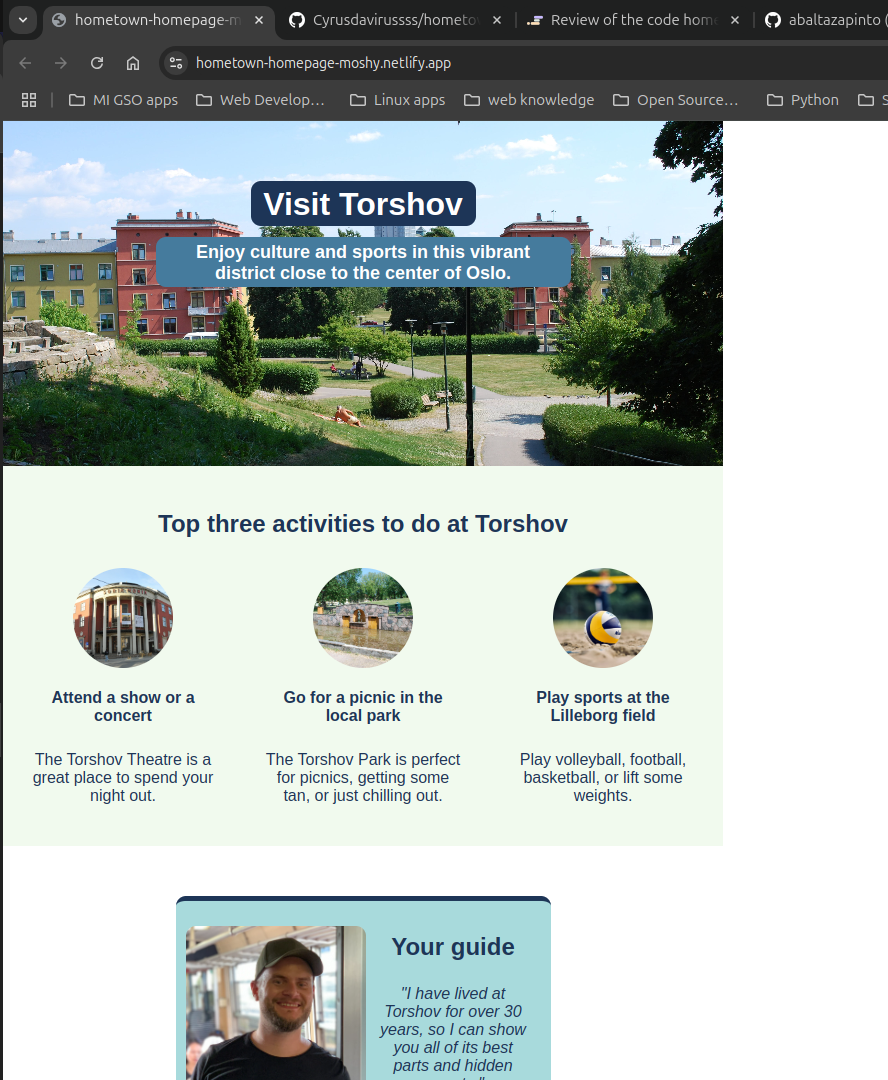 hometown-homepage-m
Cyrusdavirussss/hometow
Review of the code home
abaltazapinto (
hometown-homepage-moshy.netlify.app
MI GSO apps
Web Develop…
Linux apps
web knowledge
Open Source…
Python
S
Visit Torshov
Enjoy culture and sports in this vibrant
district close to the center of Oslo.
Top three activities to do at Torshov
Attend a show or a
concert
The Torshov Theatre is a
great place to spend your
night out.
Go for a picnic in the
local park
The Torshov Park is perfect
for picnics, getting some
tan, or just chilling out.
Play sports at the
Lilleborg field
Play volleyball, football,
basketball, or lift some
weights.
Your guide
"I have lived at
Torshov for over 30
years, so I can show
you all of its best
parts and hidden